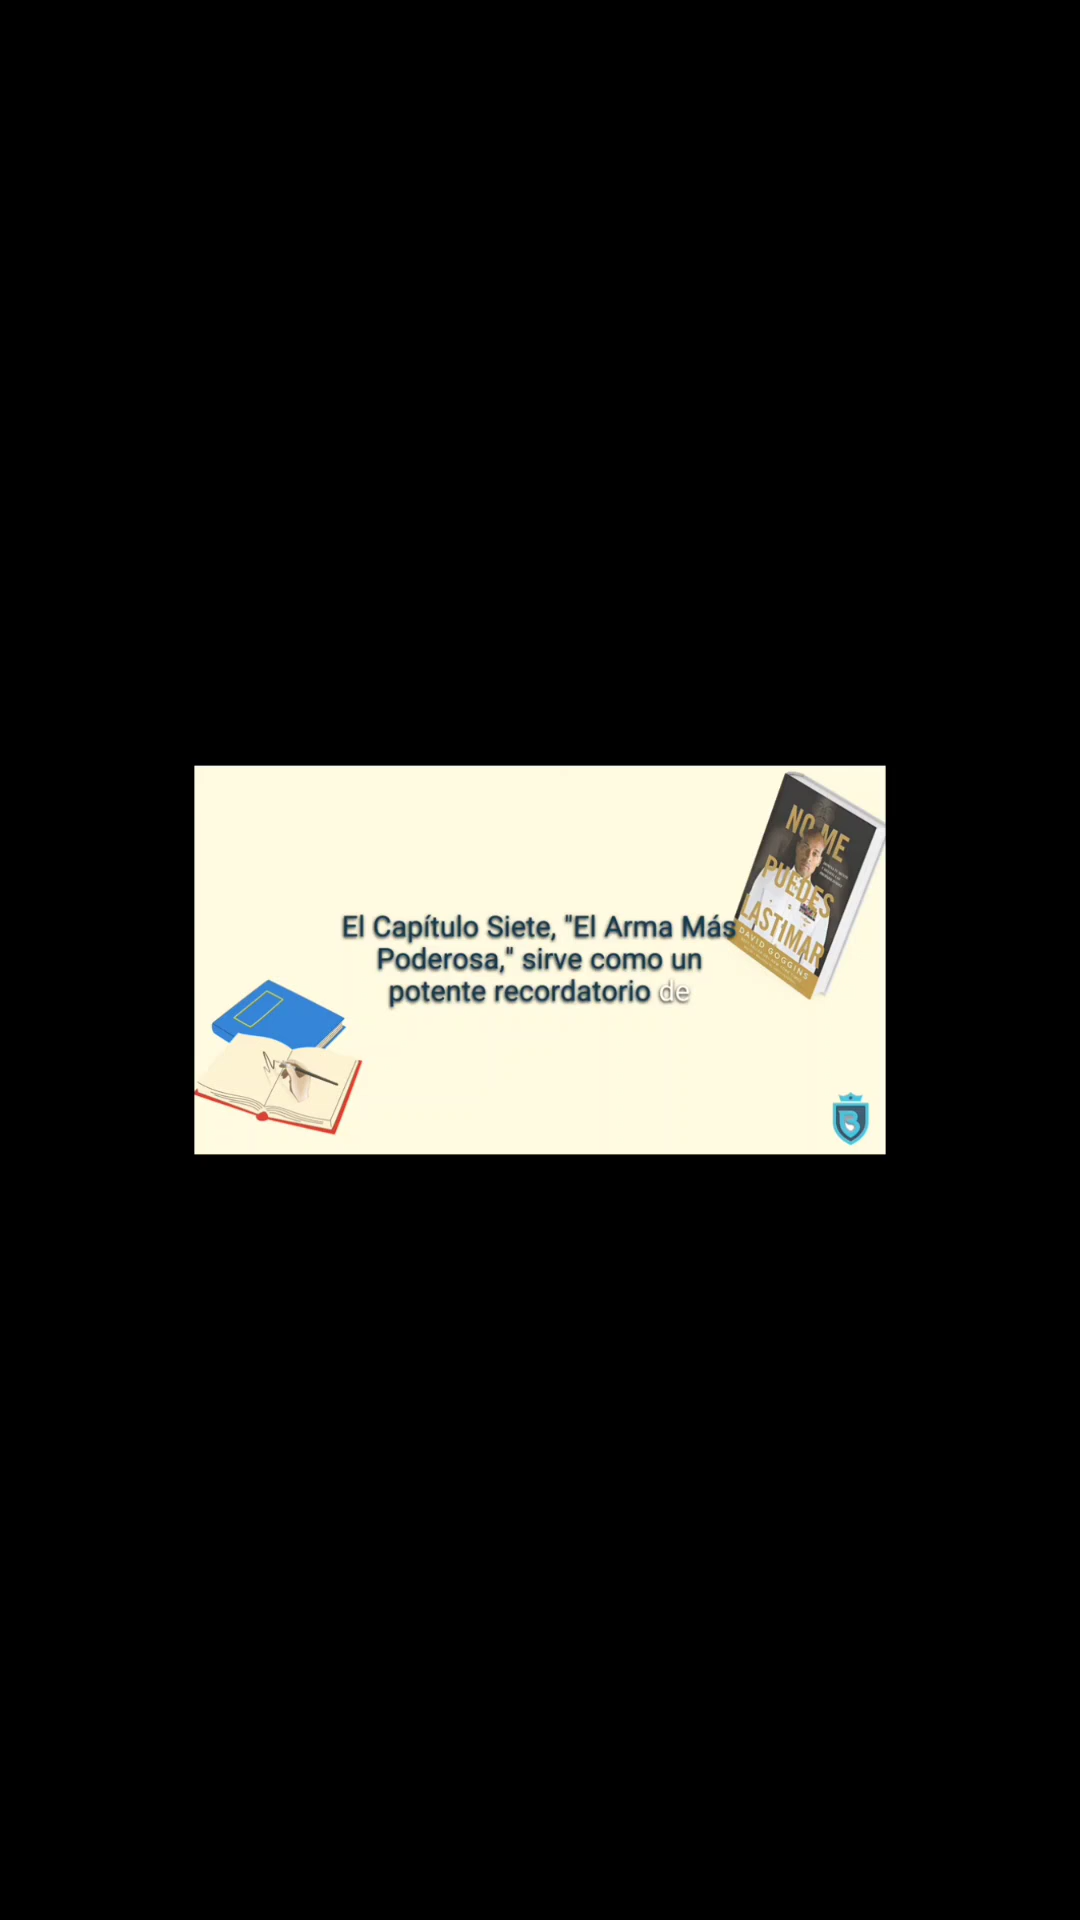 El Capítulo Siete, "El Arma Más
Poderosa," sirve como un
potente recordatorio de
NO ME
PUEDES
LASTIMAR
DAVID GOGGINS